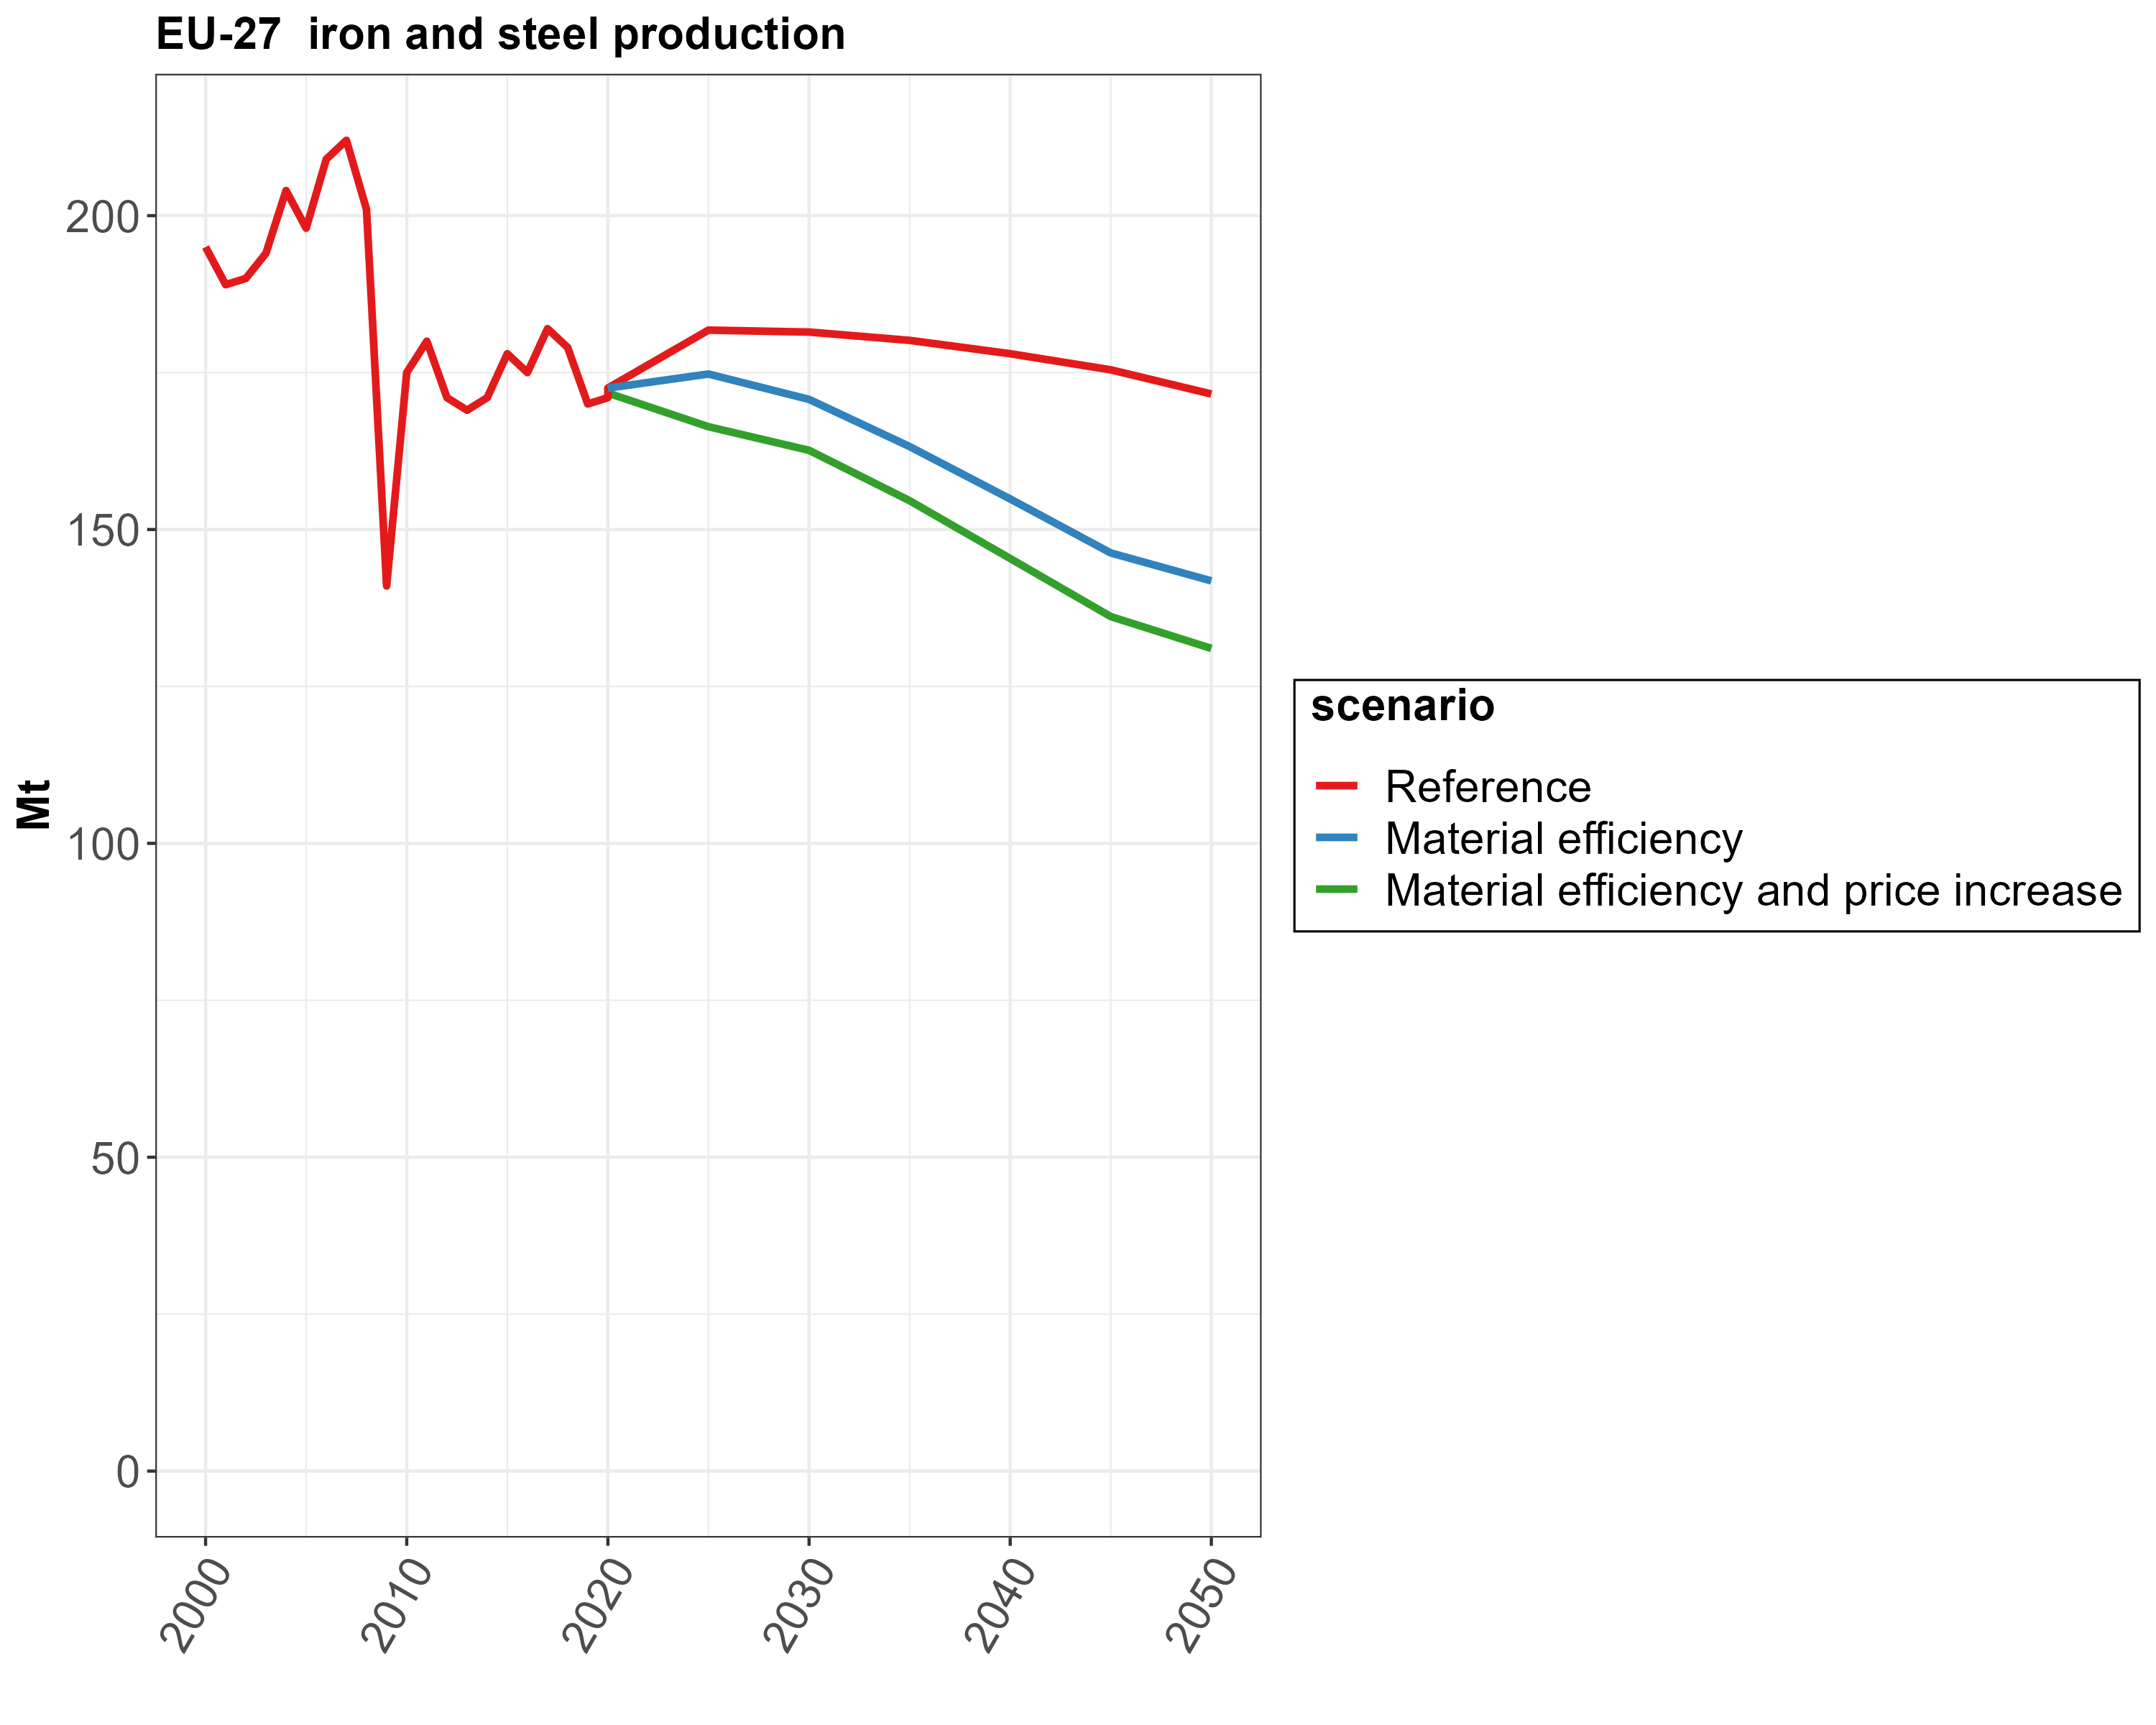 EU-27  iron and steel production
Mt
200
150
100
50
0
2000
2010
2020
2030
2040
2050
scenario
Reference
Material efficiency
Material efficiency and price increase